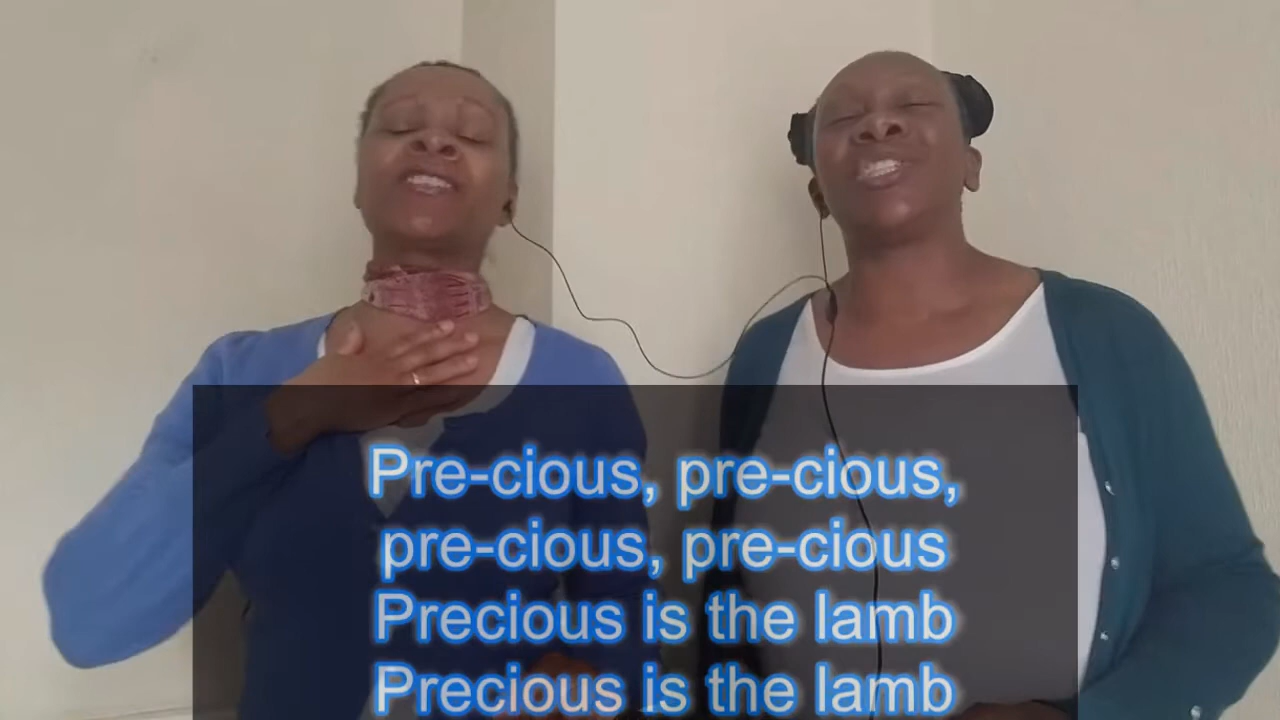 Pre-cious, pre-cious,
pre-cious, pre-cious
Precious is the lamb
Precious is the lamb